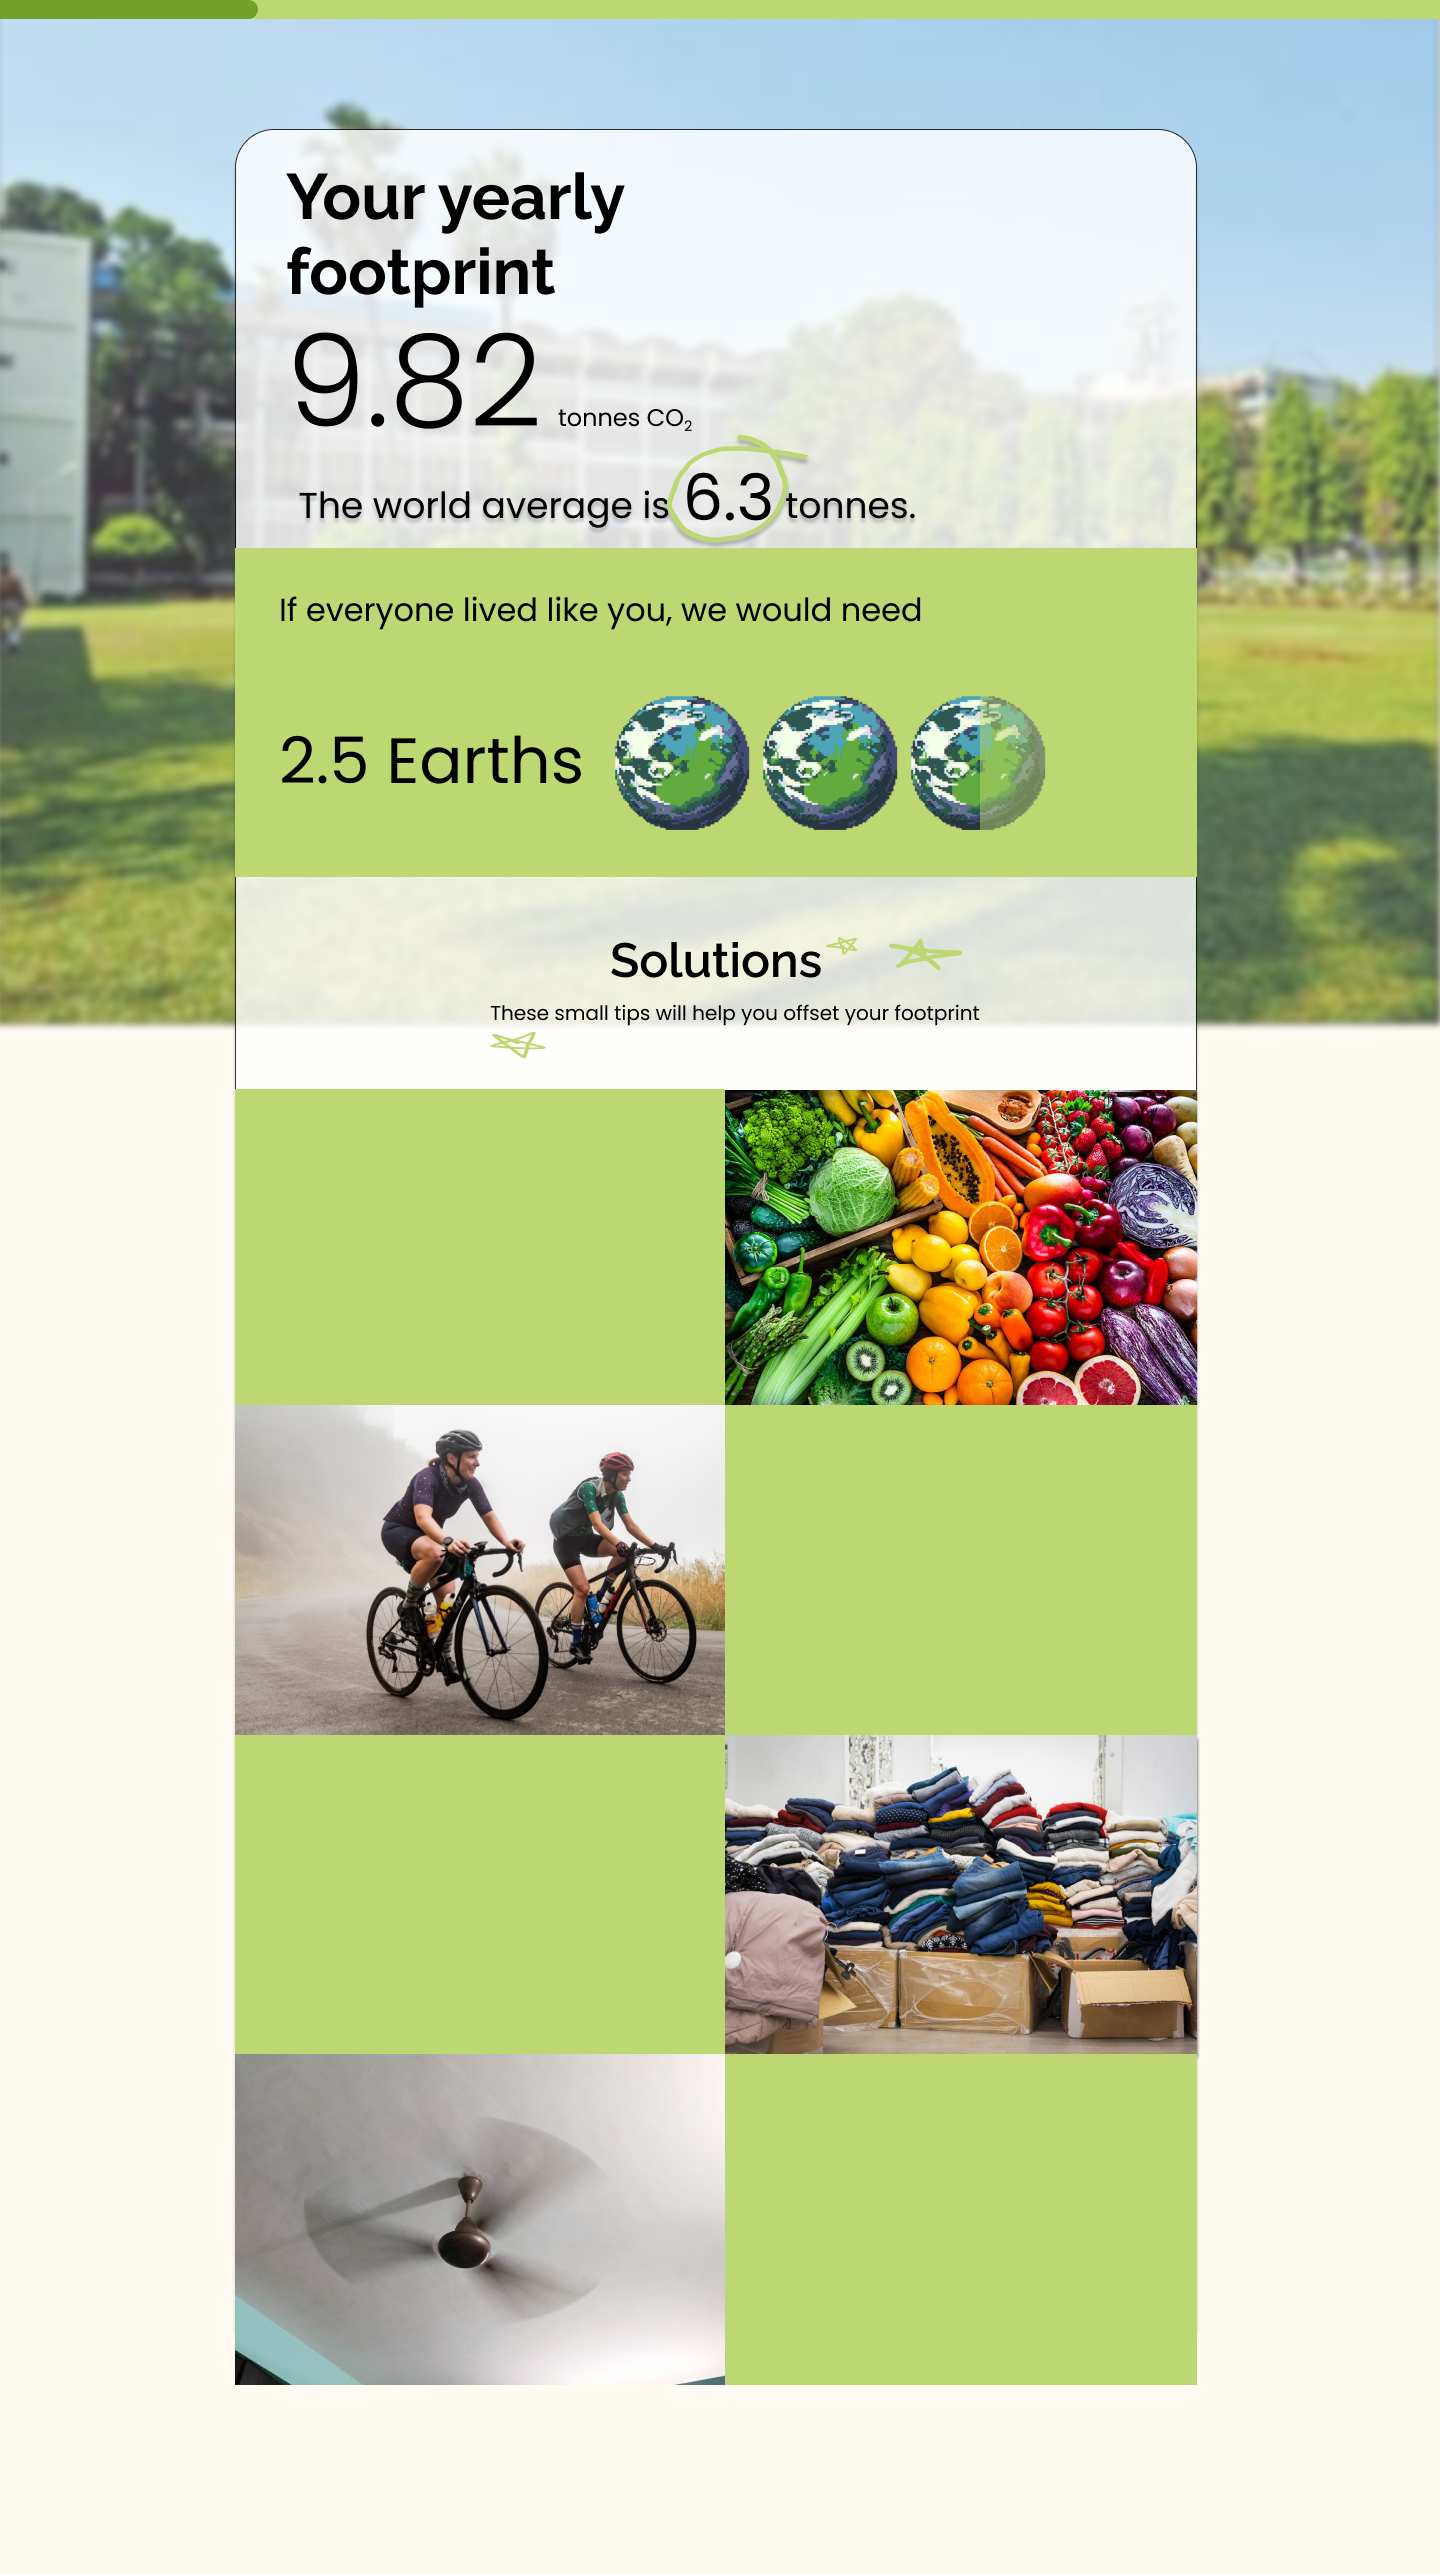 Your yearly
footprint
9.82 tonnes CO₂
The world average is 6.3 tonnes.
If everyone lived like you, we would need
2.5 Earths
Solutions
These small tips will help you offset your footprint